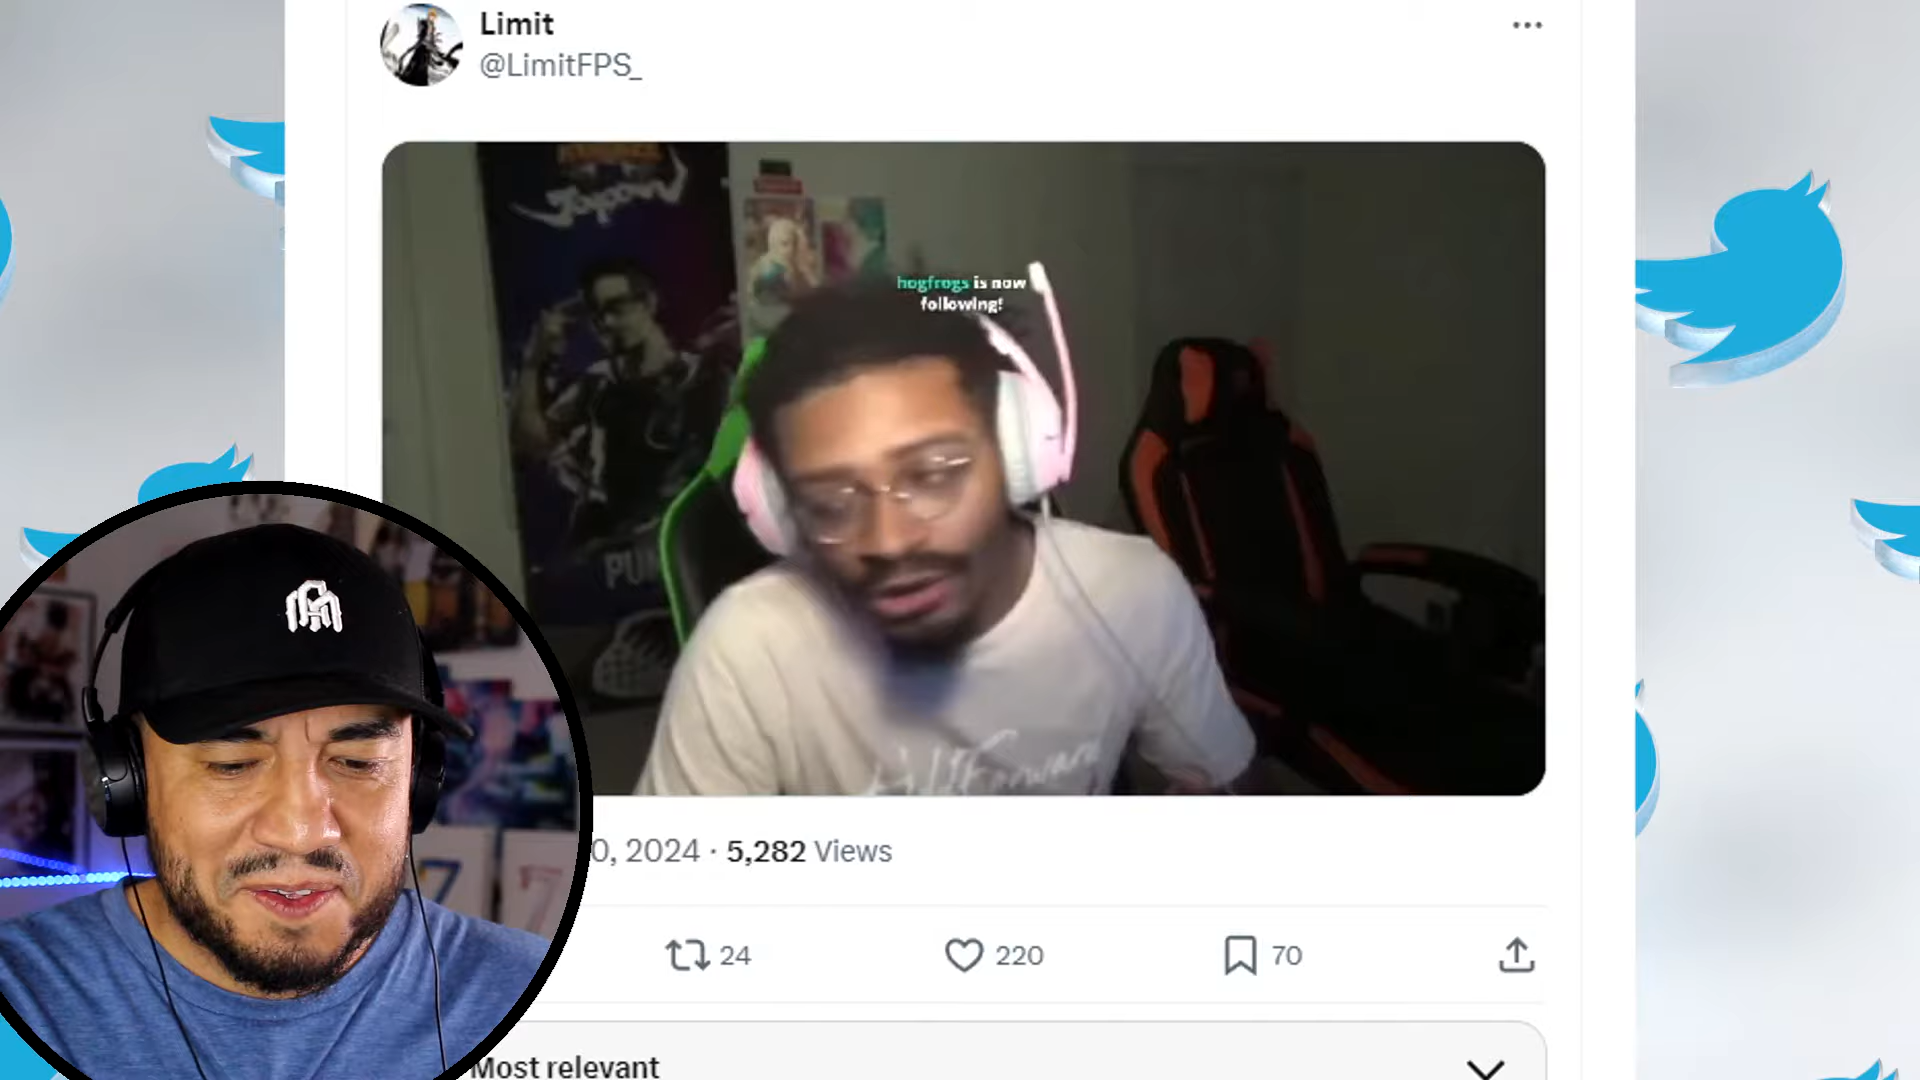 Limit
@LimitFPS_
hogfrogs is now
following!
0, 2024 · 5,282 Views
24
220
70
Most relevant